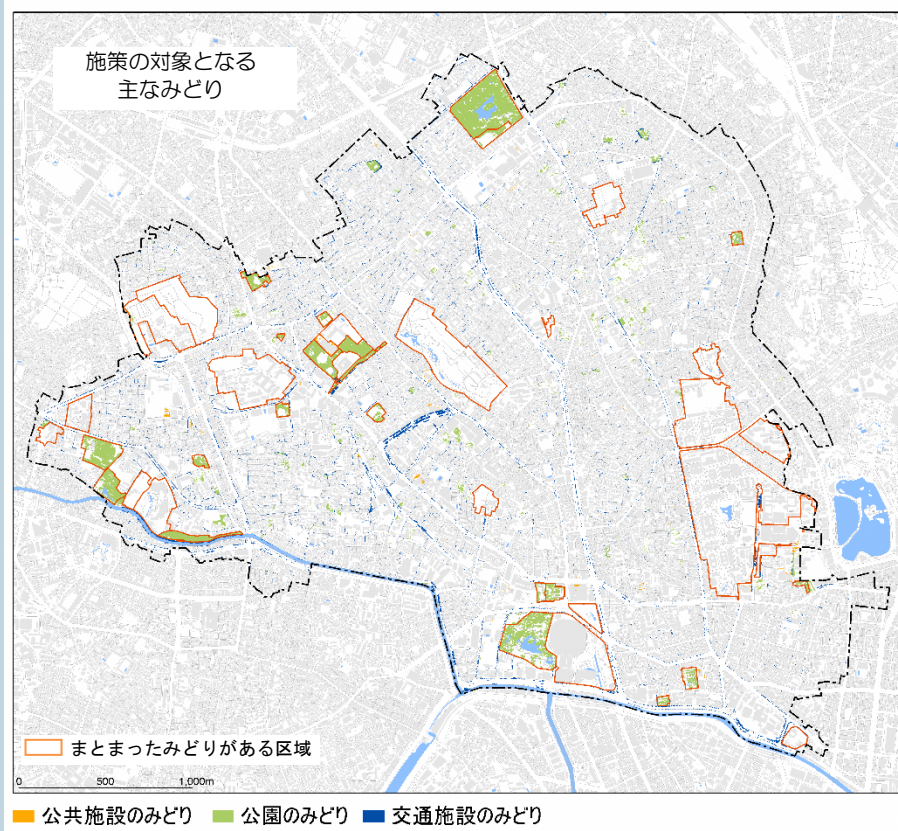 施策の対象となる
主なみどり
まとまったみどりがある区域
0 500 1,000m
公共施設のみどり 公園のみどり 交通施設のみどり